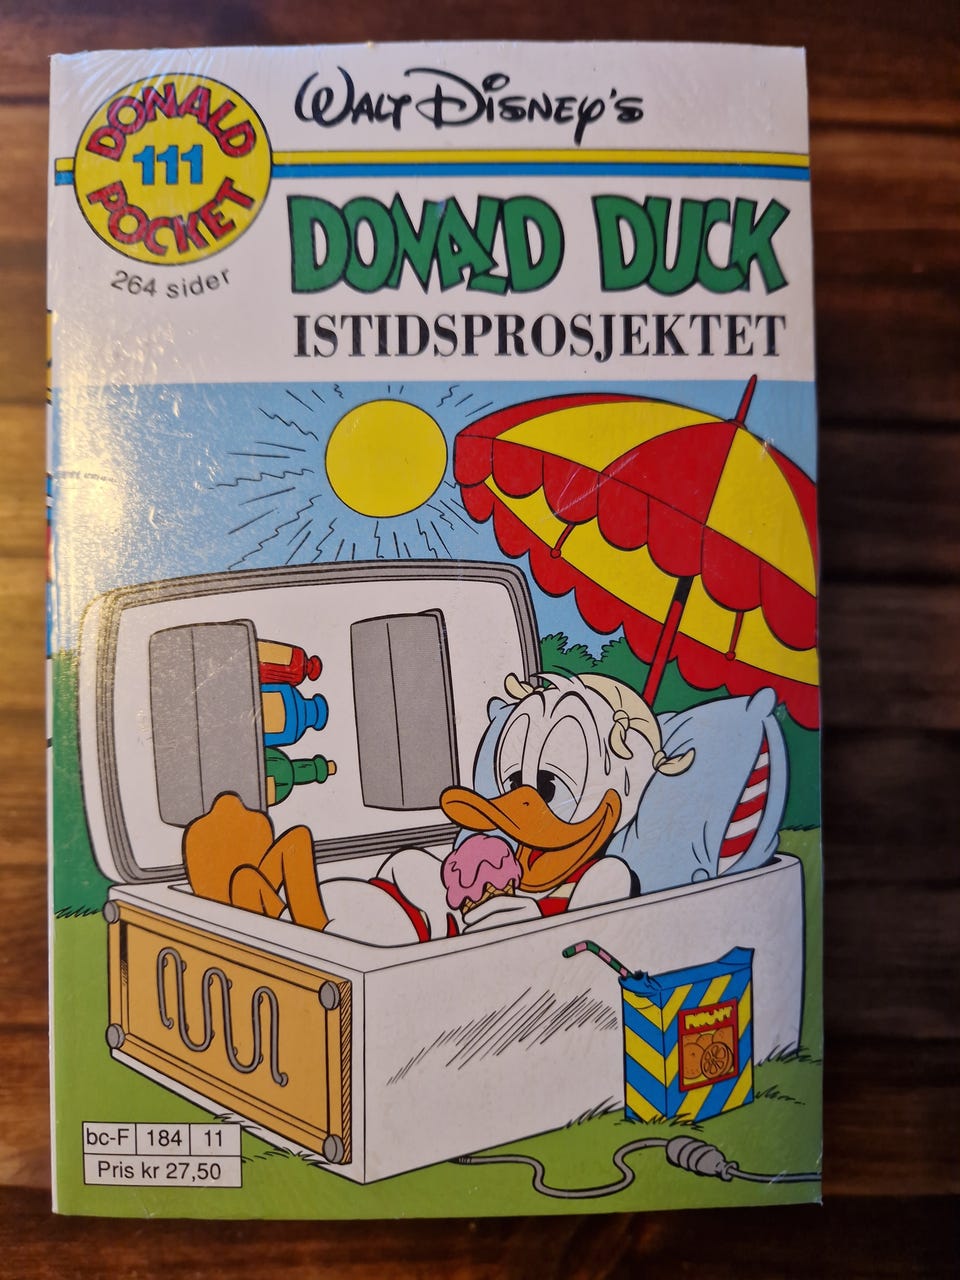 DONALD
111
POCKET
264 sider
WALT DISNEY'S
DONALD DUCK
ISTIDSPROSJEKTET
bc-F 184 11
Pris kr 27,50